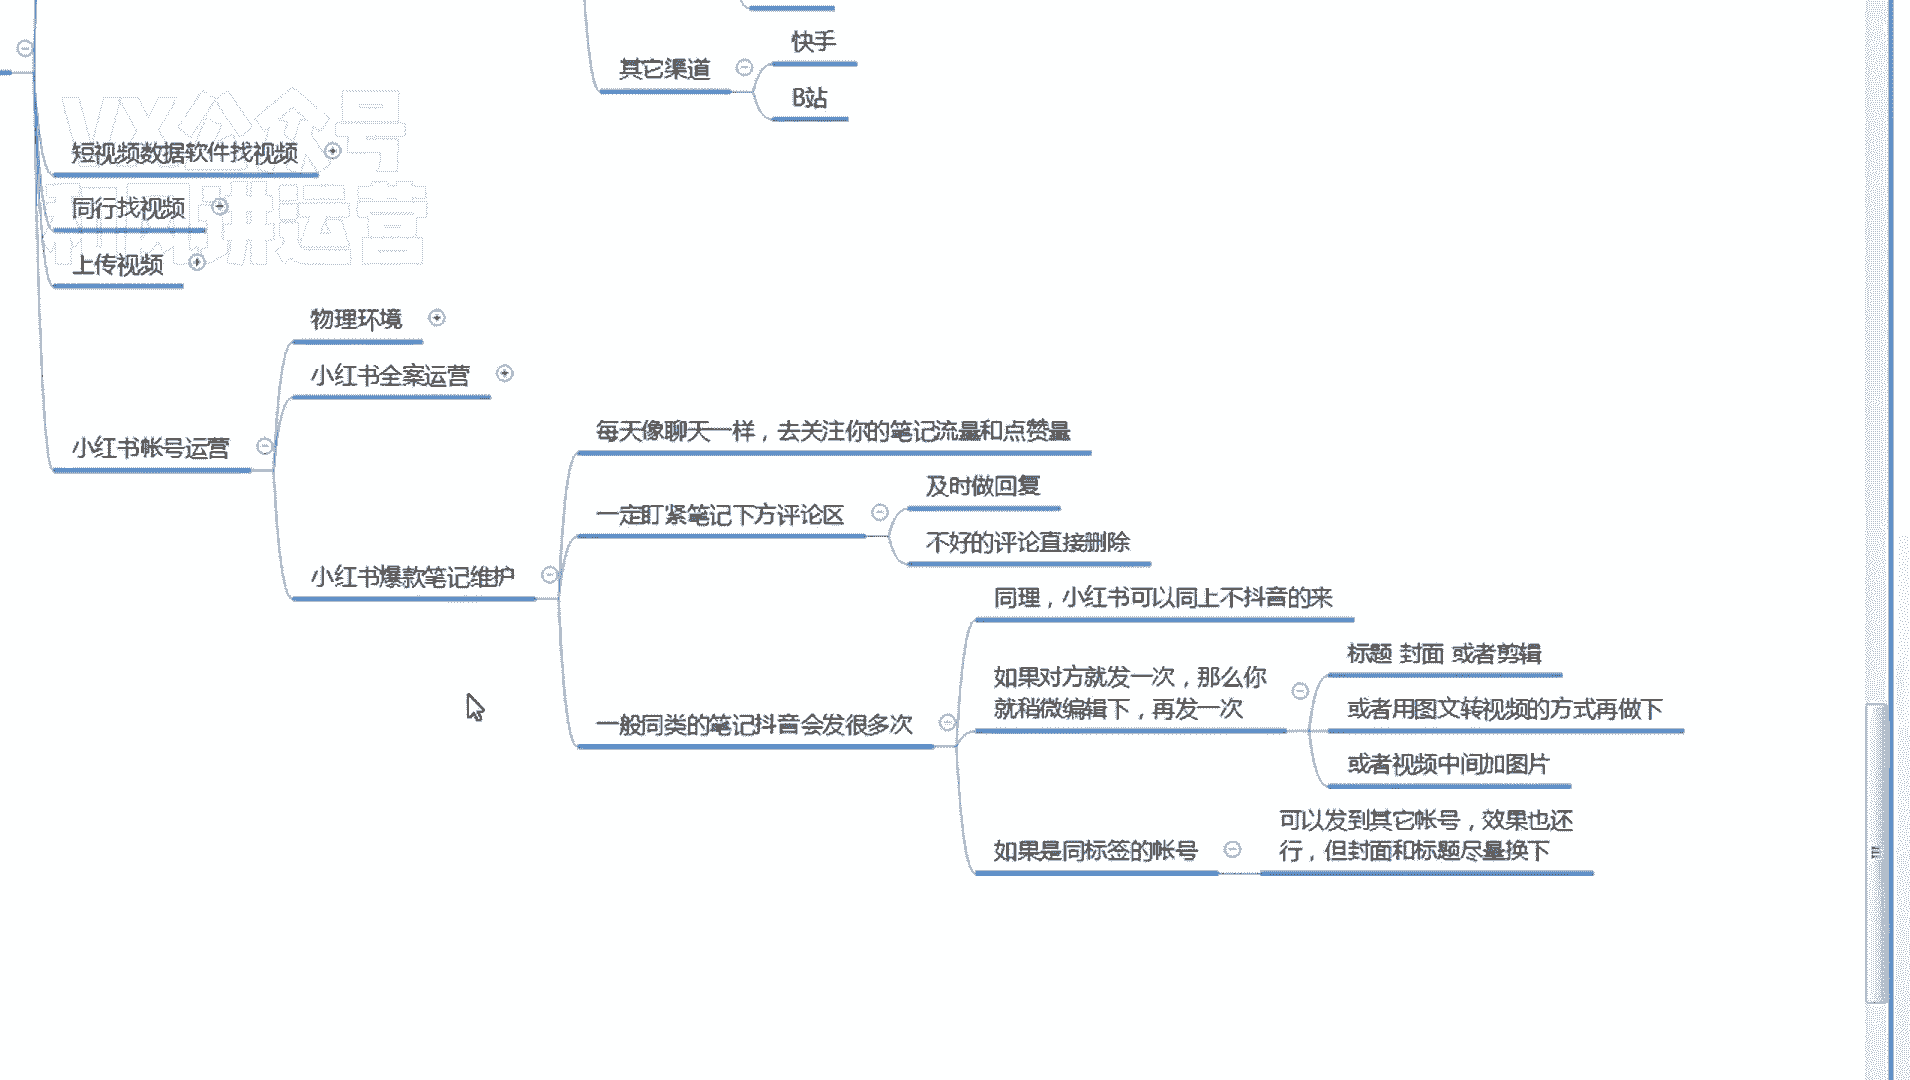 快手
其它渠道
B站
VX公众号
短视频数据软件找视频
同行找视频
讲运营
上传视频
物理环境
小红书全案运营
小红书帐号运营
每天像聊天一样，去关注你的笔记流量和点赞量
一定盯紧笔记下方评论区
及时做回复
不好的评论直接删除
小红书爆款笔记维护
同理，小红书可以同上不抖音的来
如果对方就发一次，那么你
就稍微编辑下，再发一次
标题 封面 或者剪辑
或者用图文转视频的方式再做下
或者视频中间加图片
一般同类的笔记抖音会发很多次
如果是同标签的帐号
可以发到其它帐号，效果也还
行，但封面和标题尽量换下